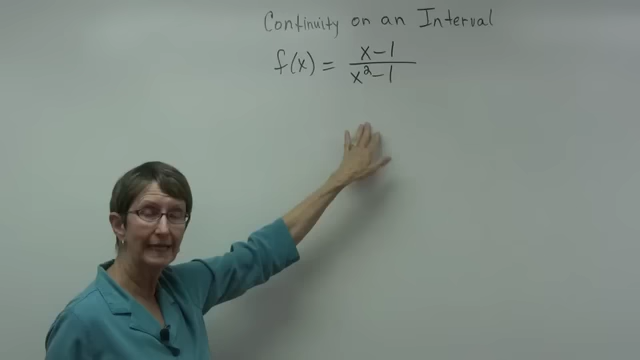 Continuity on an Interval
f(x) = x-1
x²-1